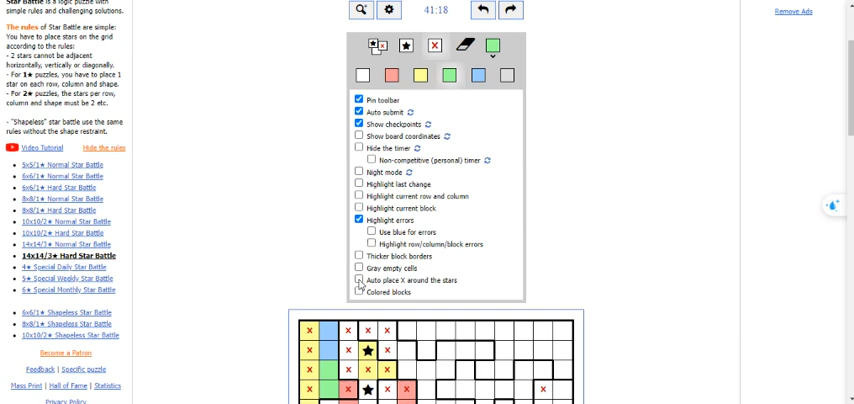 Star Battle is a logic puzzle with
simple rules and challenging solutions.
The rules of Star Battle are simple:
You have to place stars on the grid
according to the rules:
- 2 stars cannot be adjacent
horizontally, vertically or diagonally.
- For 1★ puzzles, you have to place 1
star on each row, column and shape.
- For 2★ puzzles, the stars per row,
column and shape must be 2 etc.
- "Shapeless" star battle use the same
rules without the shape restraint.
Video Tutorial Hide the rules
5x5/1★ Normal Star Battle
6x6/1★ Normal Star Battle
6x6/1★ Hard Star Battle
8x8/1★ Normal Star Battle
8x8/1★ Hard Star Battle
10x10/2★ Normal Star Battle
10x10/2★ Hard Star Battle
14x14/3★ Normal Star Battle
14x14/3★ Hard Star Battle
4★ Special Daily Star Battle
5★ Special Weekly Star Battle
6★ Special Monthly Star Battle
6x6/1★ Shapeless Star Battle
8x8/1★ Shapeless Star Battle
10x10/2★ Shapeless Star Battle
Become a Patron
Feedback | Specific puzzle
Mass Print | Hall of Fame | Statistics
Privacy Policy
41:18
Pin toolbar
Auto submit
Show checkpoints
Show board coordinates
Hide the timer
Non-competitive (personal) timer
Night mode
Highlight last change
Highlight current row and column
Highlight current block
Highlight errors
Use blue for errors
Highlight row/column/block errors
Thicker block borders
Gray empty cells
Auto place X around the stars
Colored blocks
X X X X
X X X
X X X X
X X X X X
Remove Ads